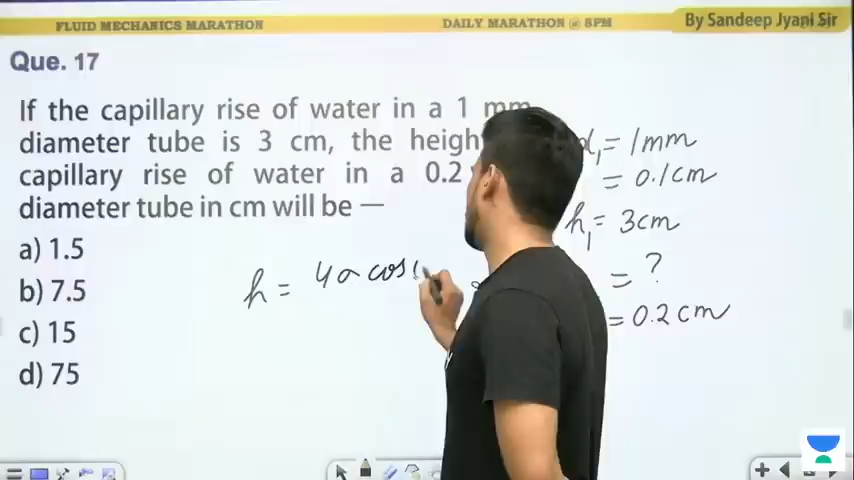 FLUID MECHANICS MARATHON
DAILY MARATHON @ 8PM
By Sandeep Jyani Sir
Que. 17
If the capillary rise of water in a 1 mm
diameter tube is 3 cm, the heigh
capillary rise of water in a 0.2
diameter tube in cm will be —
a) 1.5
b) 7.5
c) 15
d) 75
h = 4σ cos
d₁ = 1mm
= 0.1cm
h₁ = 3cm
= ?
= 0.2cm